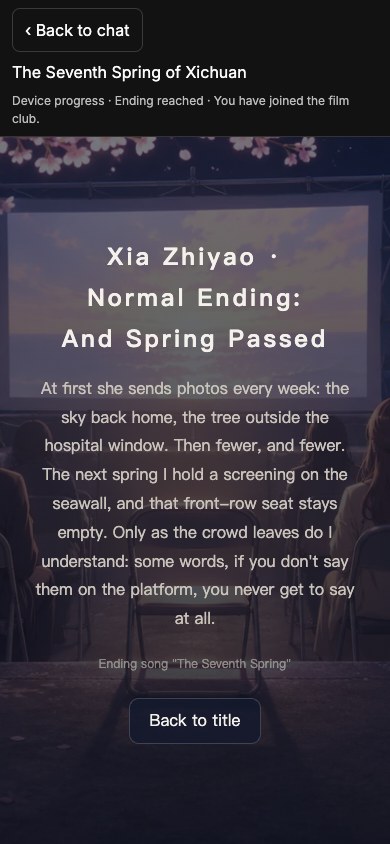 ‹ Back to chat
The Seventh Spring of Xichuan
Device progress · Ending reached · You have joined the film
club.
Xia Zhiyao ·
Normal Ending:
And Spring Passed
At first she sends photos every week: the
sky back home, the tree outside the
hospital window. Then fewer, and fewer.
The next spring I hold a screening on the
seawall, and that front–row seat stays
empty. Only as the crowd leaves do I
understand: some words, if you don't say
them on the platform, you never get to say
at all.
Ending song "The Seventh Spring"
Back to title